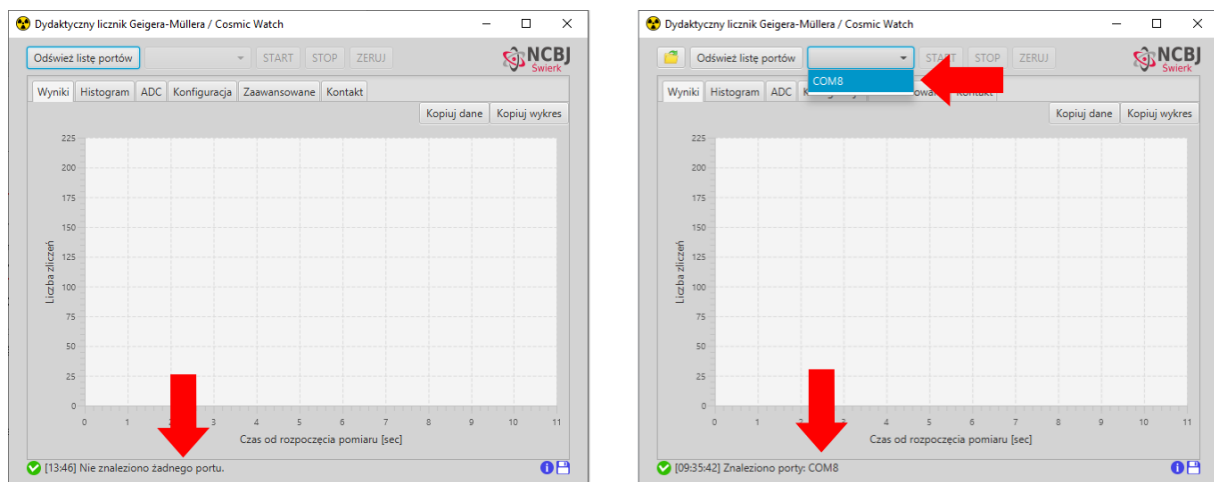 Dydaktyczny licznik Geigera-Müllera / Cosmic Watch
Odśwież listę portów START STOP ZERUJ
NCBJ
Świerk
Wyniki Histogram ADC Konfiguracja Zaawansowane Kontakt
Kopiuj dane Kopiuj wykres
225
200
175
150
125
100
75
50
25
0
Liczba zliczeń
0 1 2 3 4 5 6 7 8 9 10 11
Czas od rozpoczęcia pomiaru [sec]
[13:46] Nie znaleziono żadnego portu.
Dydaktyczny licznik Geigera-Müllera / Cosmic Watch
Odśwież listę portów START STOP ZERUJ
NCBJ
Świerk
COM8
Wyniki Histogram ADC
Kopiuj dane Kopiuj wykres
225
200
175
150
125
100
75
50
25
0
Liczba zliczeń
0 1 2 3 4 5 6 7 8 9 10 11
Czas od rozpoczęcia pomiaru [sec]
[09:35:42] Znaleziono porty: COM8